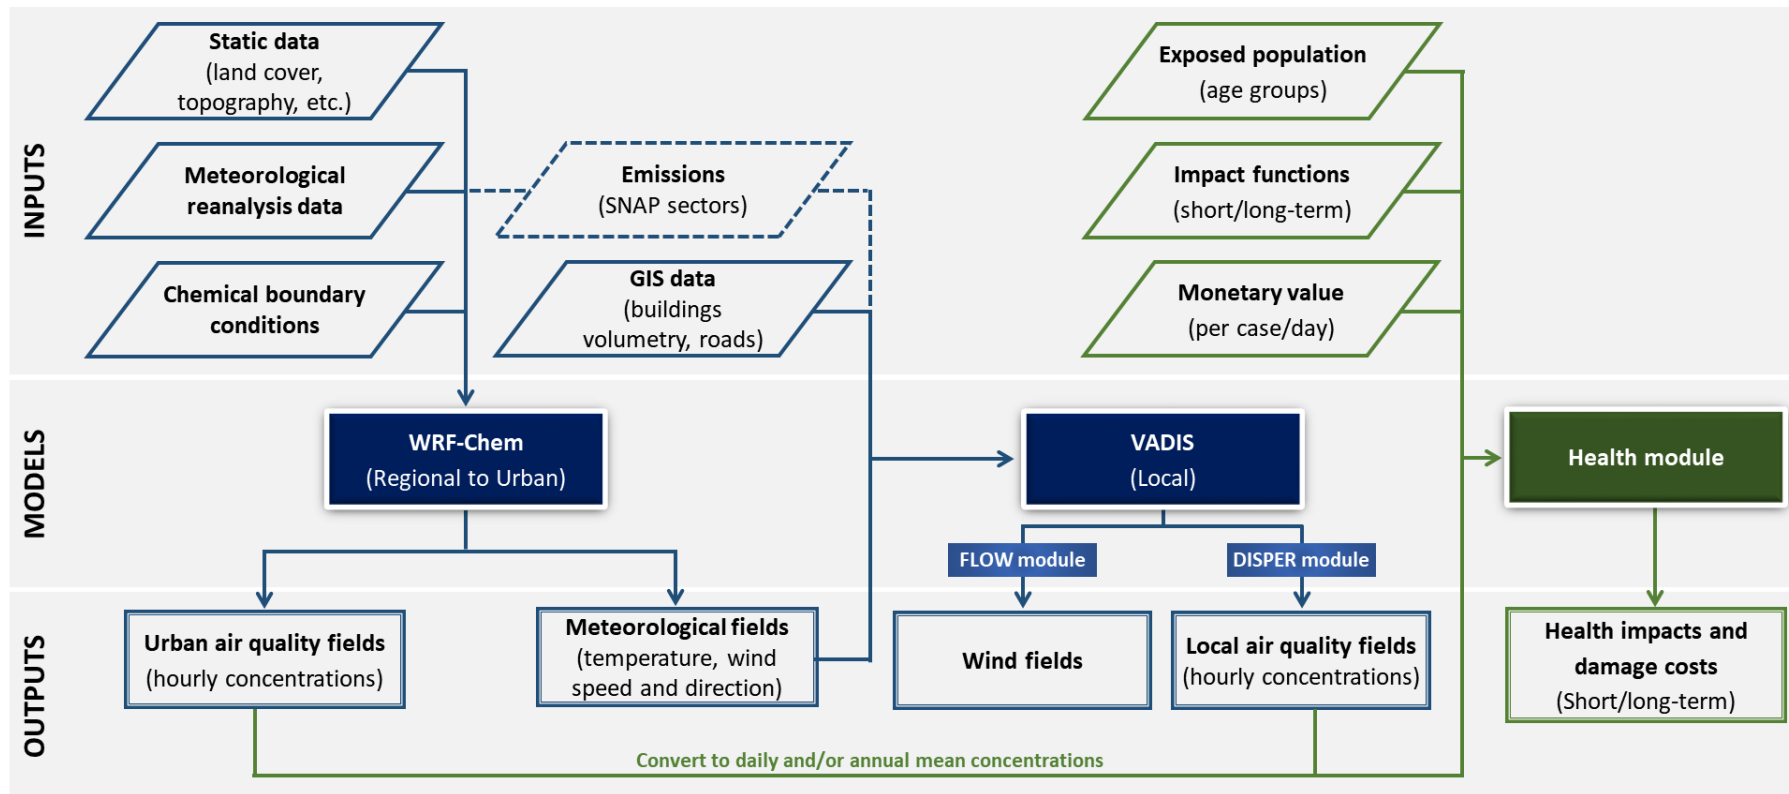 INPUTS
Static data
(land cover,
topography, etc.)
Meteorological
reanalysis data
Chemical boundary
conditions
Emissions
(SNAP sectors)
GIS data
(buildings
volumetry, roads)
Exposed population
(age groups)
Impact functions
(short/long-term)
Monetary value
(per case/day)
MODELS
WRF-Chem
(Regional to Urban)
VADIS
(Local)
Health module
FLOW module
DISPER module
OUTPUTS
Urban air quality fields
(hourly concentrations)
Meteorological fields
(temperature, wind
speed and direction)
Wind fields
Local air quality fields
(hourly concentrations)
Health impacts and
damage costs
(Short/long-term)
Convert to daily and/or annual mean concentrations